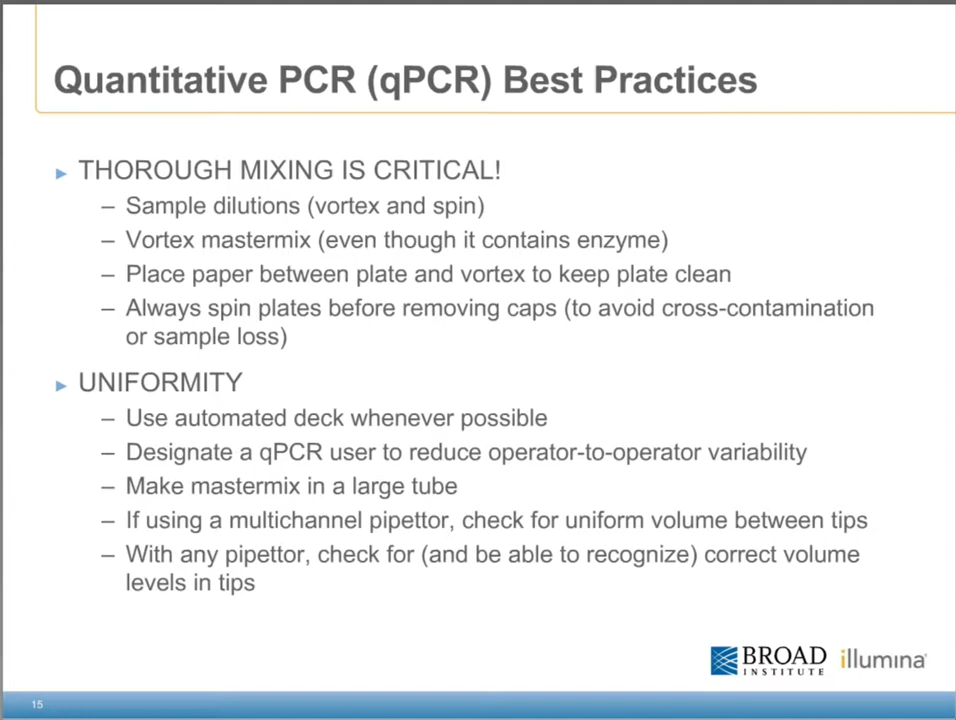 Quantitative PCR (qPCR) Best Practices
► THOROUGH MIXING IS CRITICAL!
– Sample dilutions (vortex and spin)
– Vortex mastermix (even though it contains enzyme)
– Place paper between plate and vortex to keep plate clean
– Always spin plates before removing caps (to avoid cross-contamination
or sample loss)
► UNIFORMITY
– Use automated deck whenever possible
– Designate a qPCR user to reduce operator-to-operator variability
– Make mastermix in a large tube
– If using a multichannel pipettor, check for uniform volume between tips
– With any pipettor, check for (and be able to recognize) correct volume
levels in tips
BROAD
INSTITUTE
illumina
15